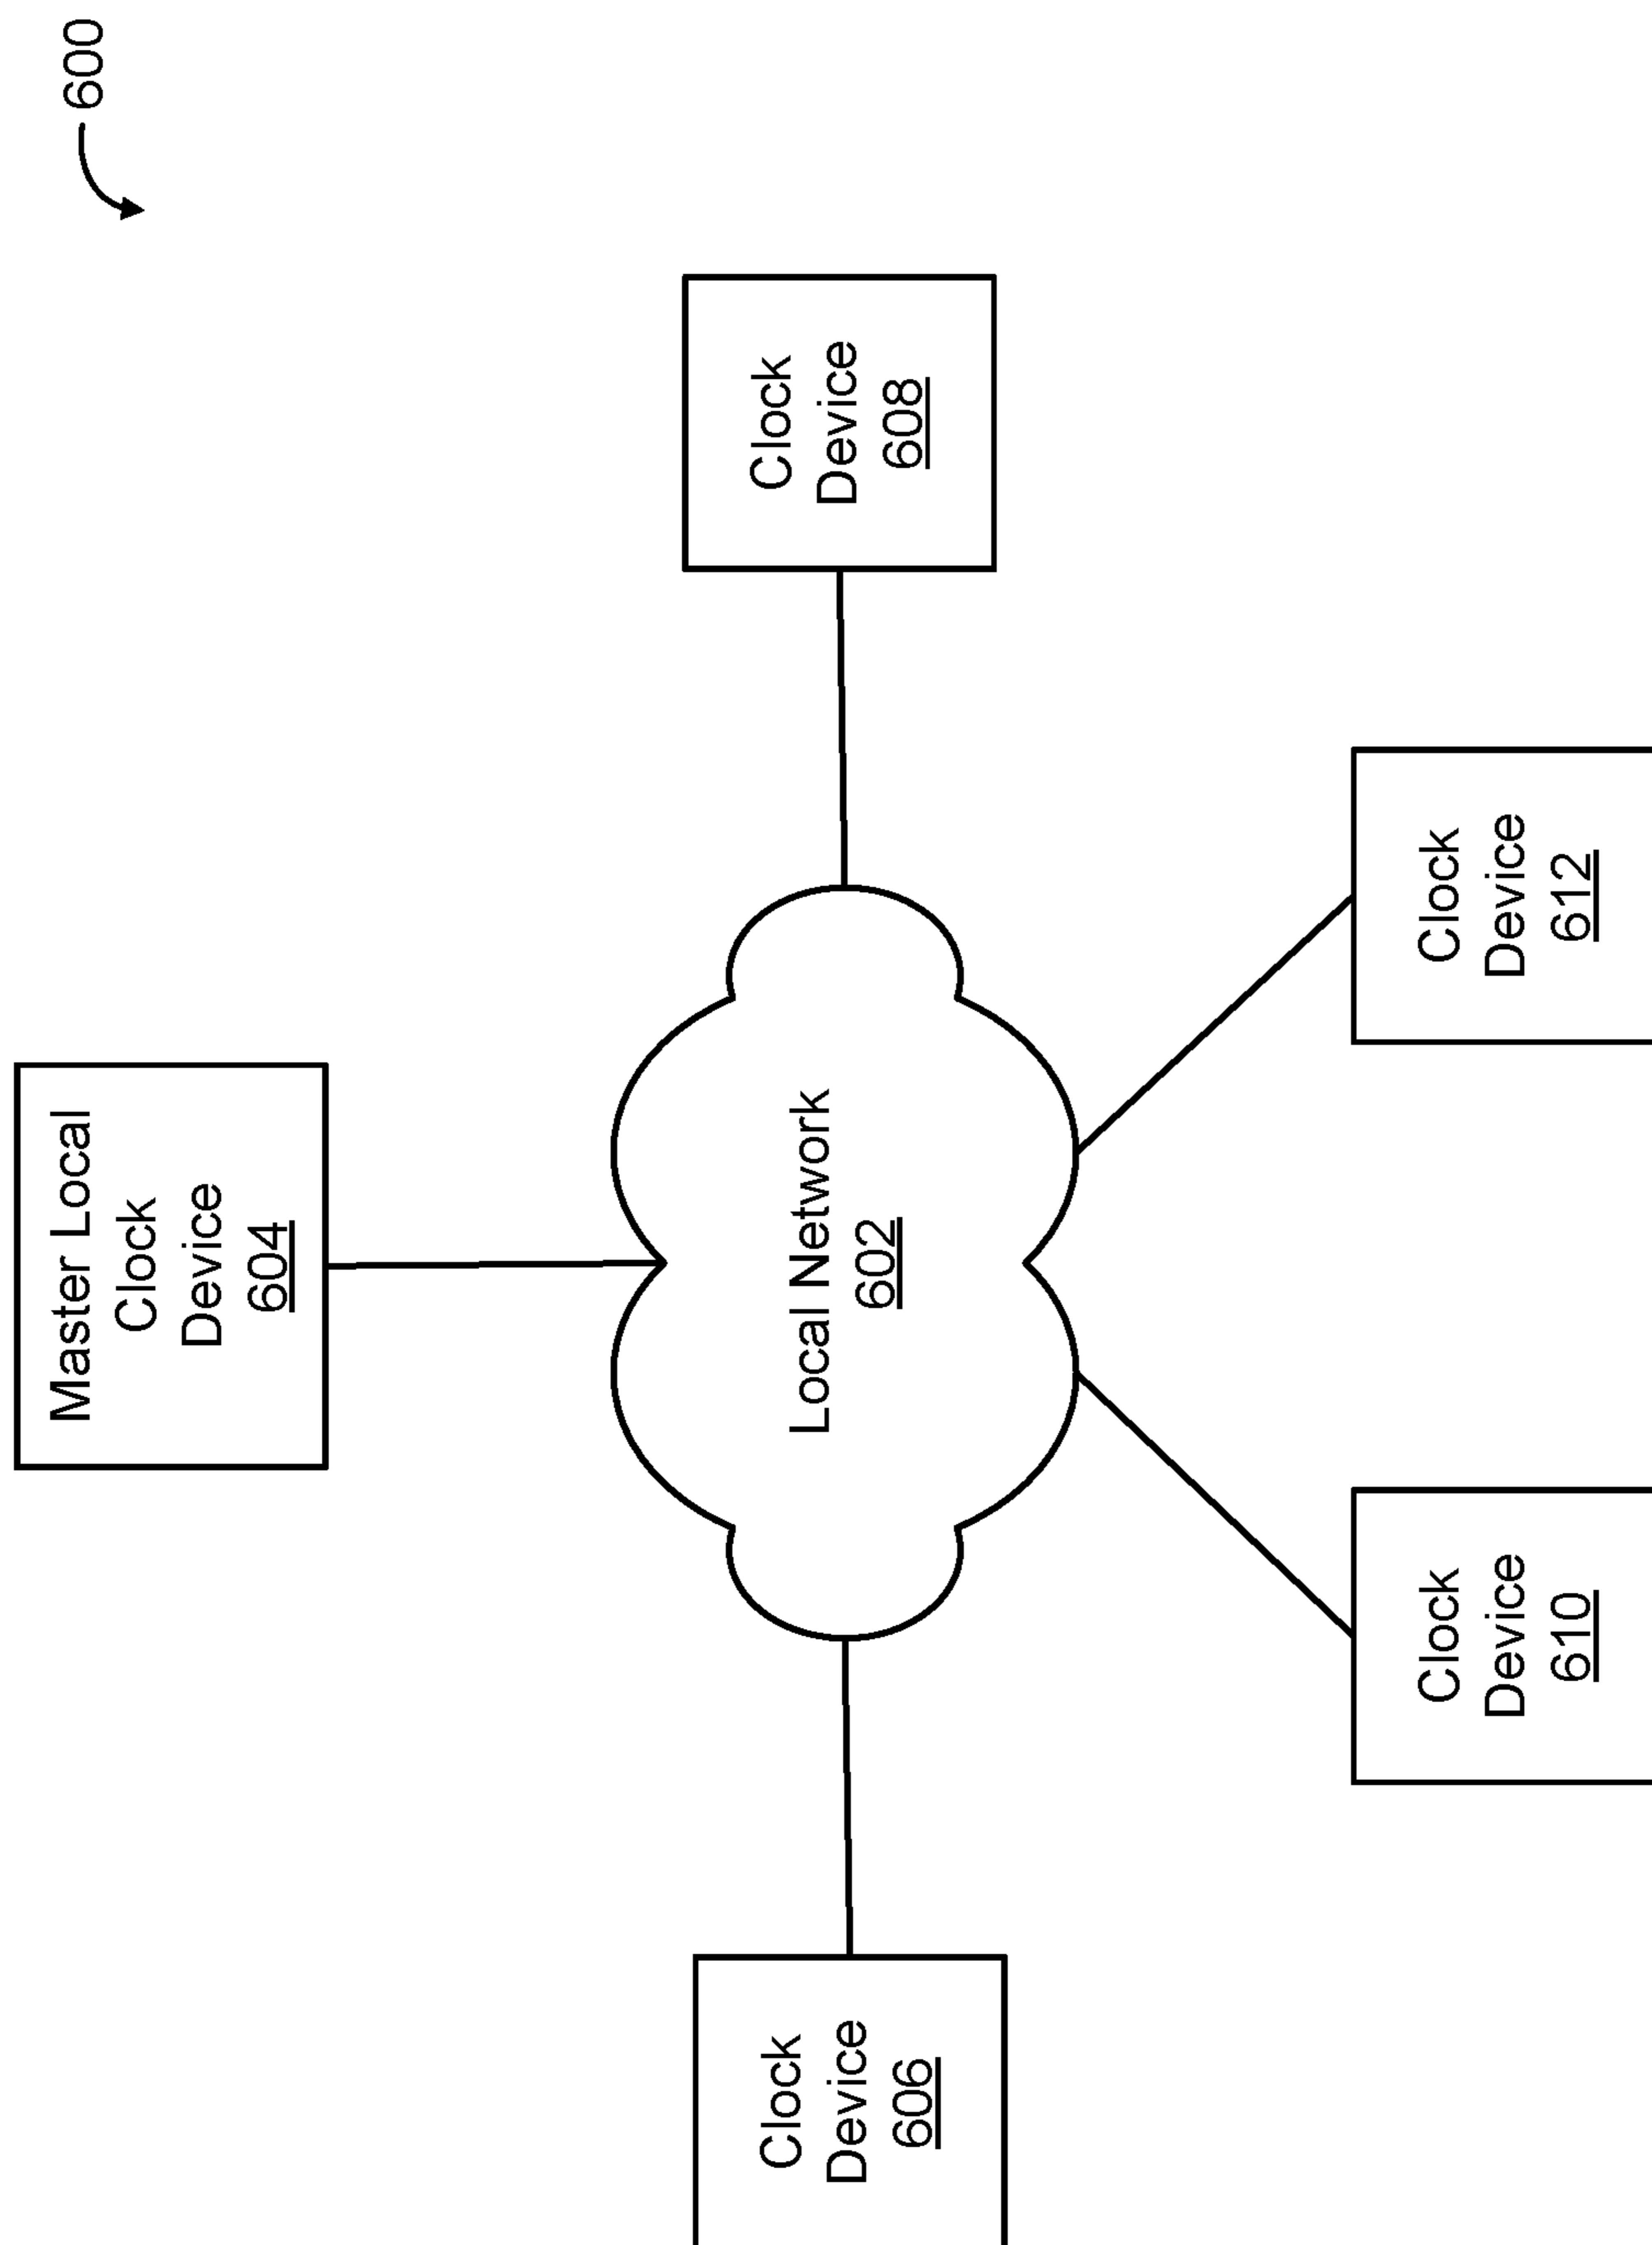 600
Master Local
Clock
Device
604
Clock
Device
606
Local Network
602
Clock
Device
608
Clock
Device
610
Clock
Device
612